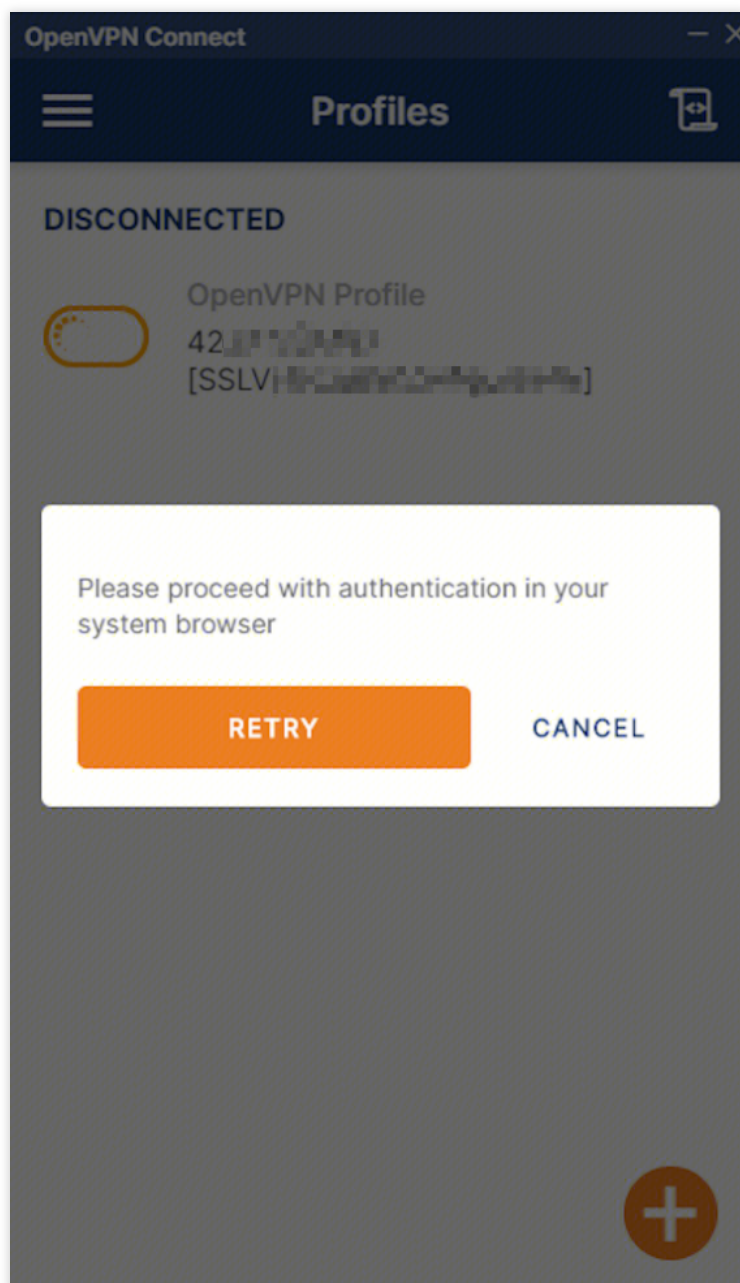 OpenVPN Connect
Profiles
DISCONNECTED
OpenVPN Profile
42
[SSLV
Please proceed with authentication in your
system browser
RETRY
CANCEL